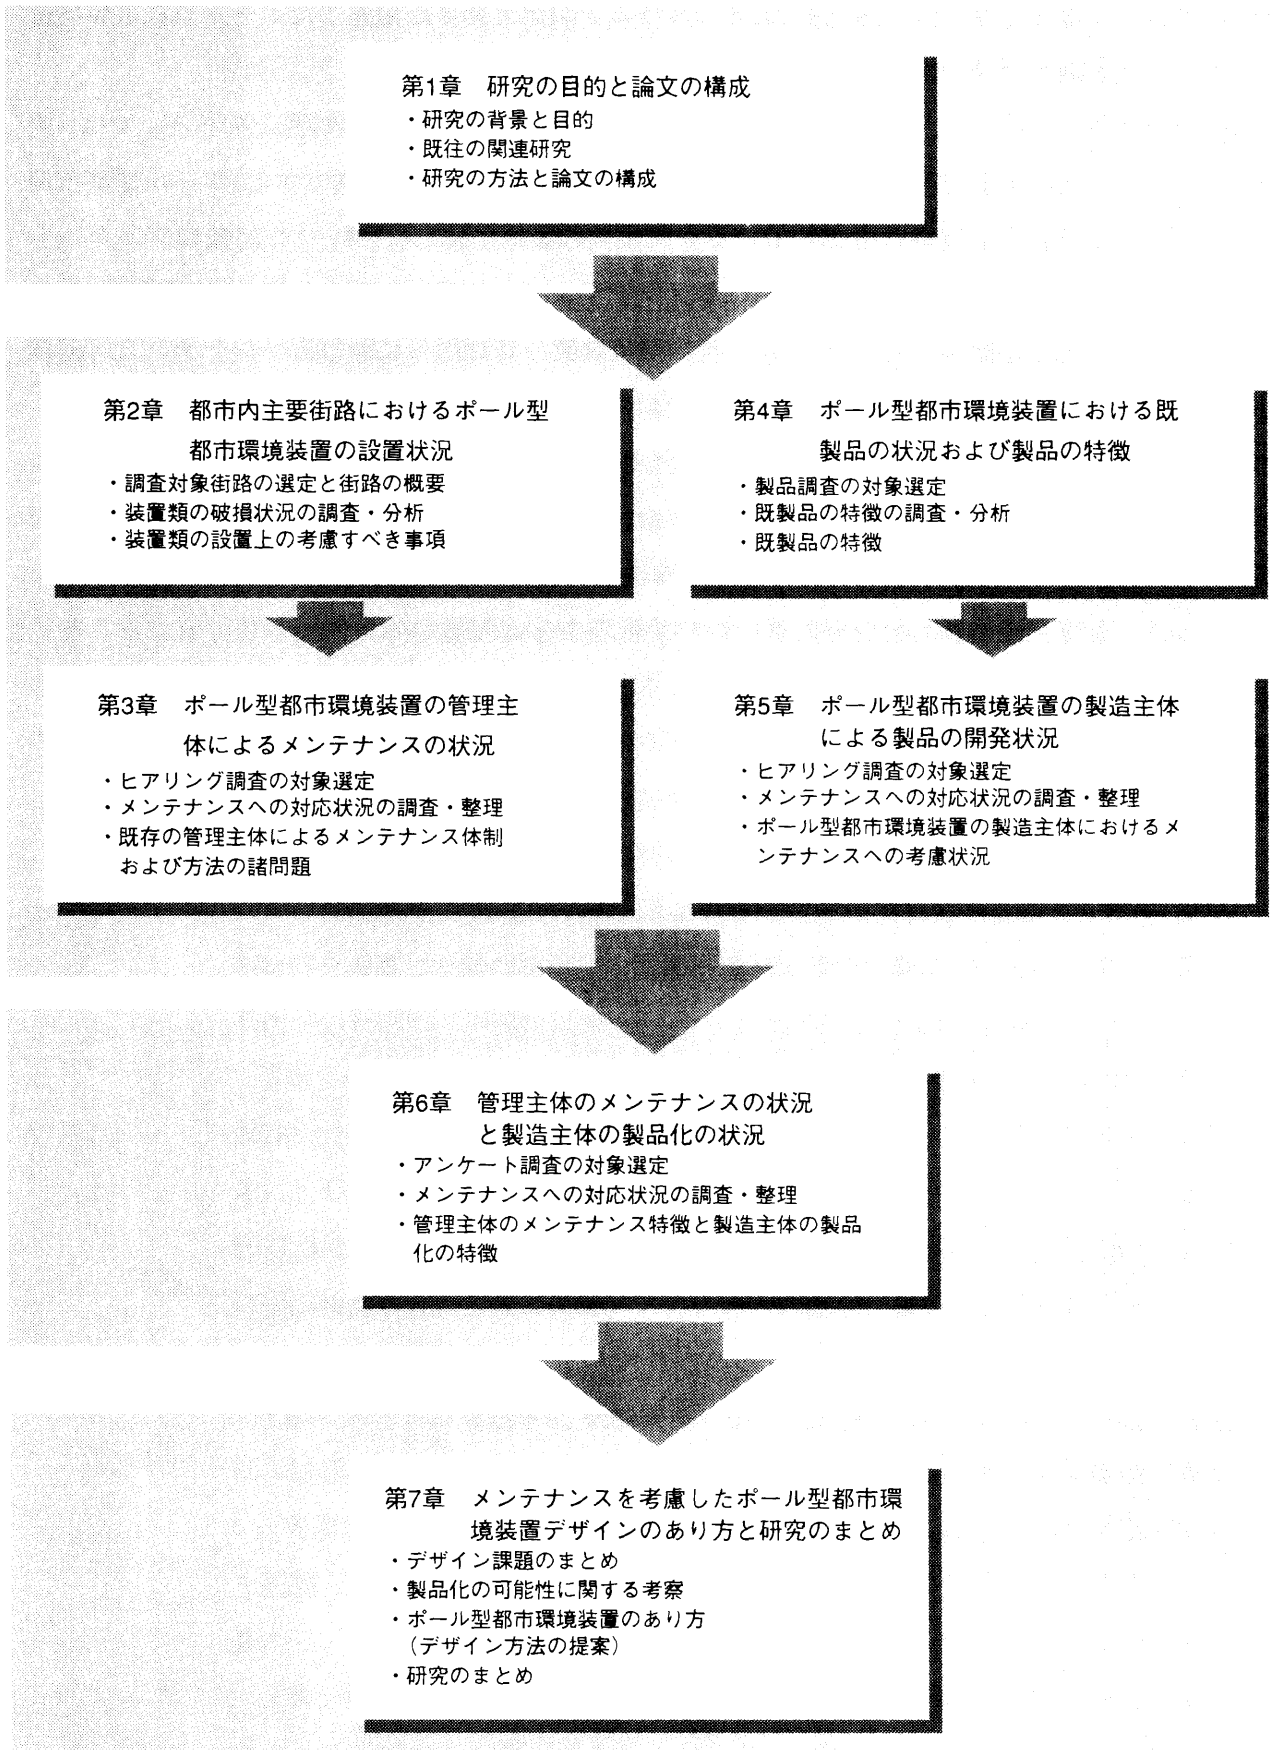 第1章 研究の目的と論文の構成
・研究の背景と目的
・既往の関連研究
・研究の方法と論文の構成
第2章 都市内主要街路におけるポール型
都市環境装置の設置状況
・調査対象街路の選定と街路の概要
・装置類の破損状況の調査・分析
・装置類の設置上の考慮すべき事項
第3章 ポール型都市環境装置の管理主
体によるメンテナンスの状況
・ヒアリング調査の対象選定
・メンテナンスへの対応状況の調査・整理
・既存の管理主体によるメンテナンス体制
および方法の諸問題
第4章 ポール型都市環境装置における既
製品の状況および製品の特徴
・製品調査の対象選定
・既製品の特徴の調査・分析
・既製品の特徴
第5章 ポール型都市環境装置の製造主体
による製品の開発状況
・ヒアリング調査の対象選定
・メンテナンスへの対応状況の調査・整理
・ポール型都市環境装置の製造主体におけるメ
ンテナンスへの考慮状況
第6章 管理主体のメンテナンスの状況
と製造主体の製品化の状況
・アンケート調査の対象選定
・メンテナンスへの対応状況の調査・整理
・管理主体のメンテナンス特徴と製造主体の製品
化の特徴
第7章 メンテナンスを考慮したポール型都市環
境装置デザインのあり方と研究のまとめ
・デザイン課題のまとめ
・製品化の可能性に関する考察
・ポール型都市環境装置のあり方
（デザイン方法の提案）
・研究のまとめ